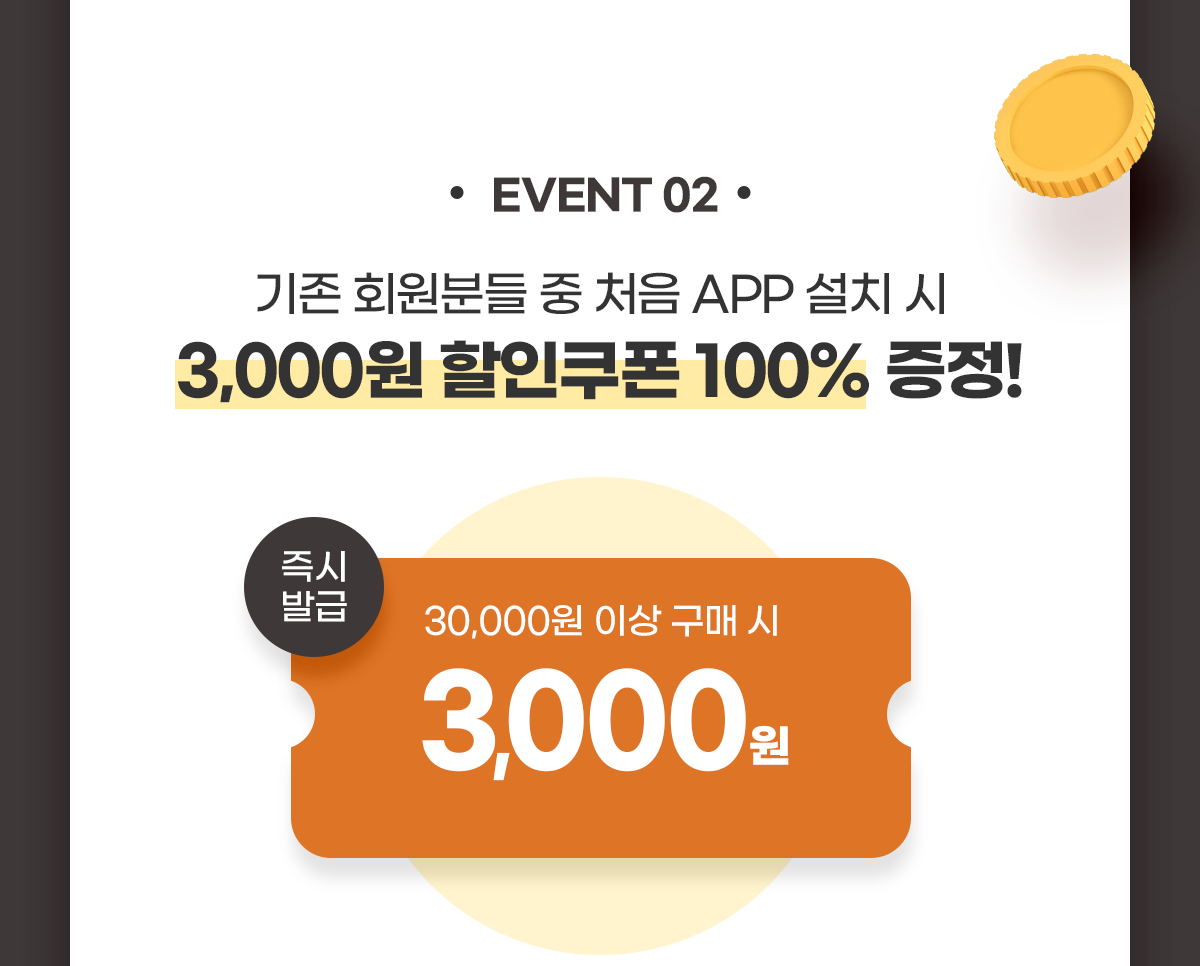 • EVENT 02 •
기존 회원분들 중 처음 APP 설치 시
3,000원 할인쿠폰 100% 증정!
즉시
발급
30,000원 이상 구매 시
3,000원